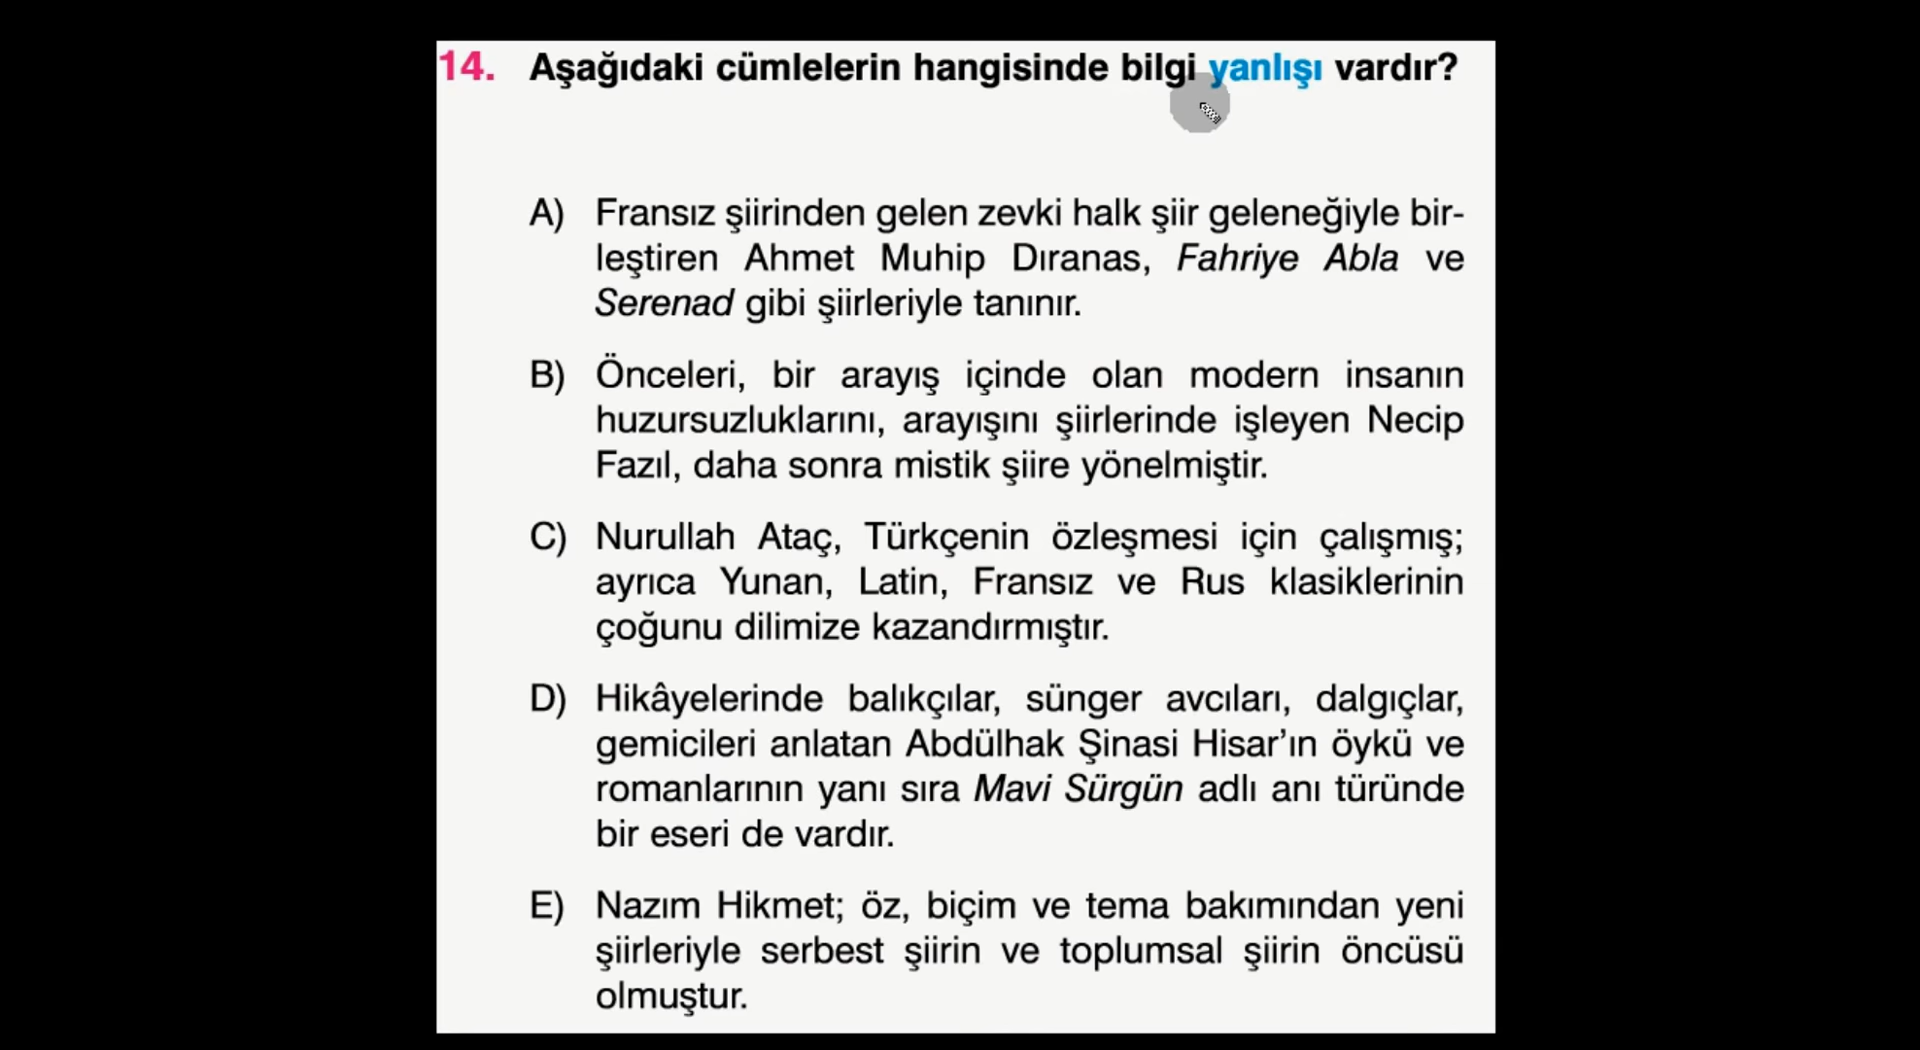 14. Aşağıdaki cümlelerin hangisinde bilgi yanlışı vardır?
A) Fransız şiirinden gelen zevki halk şiir geleneğiyle bir-
leştiren Ahmet Muhip Dıranas, Fahriye Abla ve
Serenad gibi şiirleriyle tanınır.
B) Önceleri, bir arayış içinde olan modern insanın
huzursuzluklarını, arayışını şiirlerinde işleyen Necip
Fazıl, daha sonra mistik şiire yönelmiştir.
C) Nurullah Ataç, Türkçenin özleşmesi için çalışmış;
ayrıca Yunan, Latin, Fransız ve Rus klasiklerinin
çoğunu dilimize kazandırmıştır.
D) Hikâyelerinde balıkçılar, sünger avcıları, dalgıçlar,
gemicileri anlatan Abdülhak Şinasi Hisar’ın öykü ve
romanlarının yanı sıra Mavi Sürgün adlı anı türünde
bir eseri de vardır.
E) Nazım Hikmet; öz, biçim ve tema bakımından yeni
şiirleriyle serbest şiirin ve toplumsal şiirin öncüsü
olmuştur.